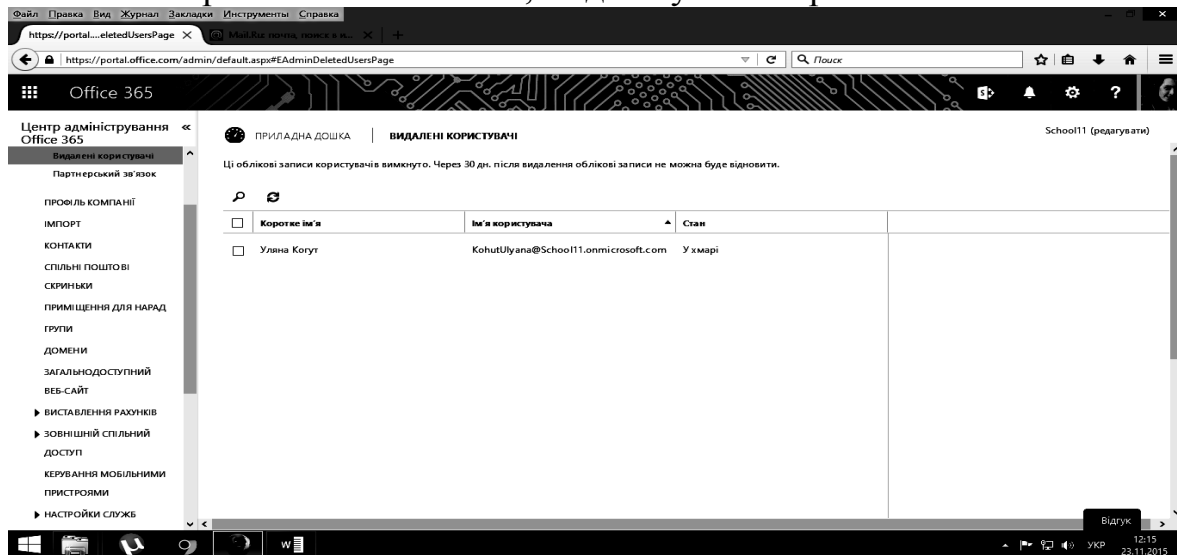 Файл Правка Вид Журнал Закладки Инструменты Справка
https://portal....eletedUsersPage
Mail.Ru: почта, поиск в и...
https://portal.office.com/admin/default.aspx#EAdminDeletedUsersPage
Поиск
Office 365
Центр адміністрування
Office 365
Видалені користувачі
Партнерський зв'язок
ПРОФІЛЬ КОМПАНІЇ
ІМПОРТ
КОНТАКТИ
СПІЛЬНІ ПОШТОВІ
СКРИНЬКИ
ПРИМІЩЕННЯ ДЛЯ НАРАД
ГРУПИ
ДОМЕНИ
ЗАГАЛЬНОДОСТУПНИЙ
ВЕБ-САЙТ
ВИСТАВЛЕННЯ РАХУНКІВ
ЗОВНІШНІЙ СПІЛЬНИЙ
ДОСТУП
КЕРУВАННЯ МОБІЛЬНИМИ
ПРИСТРОЯМИ
НАСТРОЙКИ СЛУЖБ
ПРИЛАДНА ДОШКА ВИДАЛЕНІ КОРИСТУВАЧІ
School11 (редагувати)
Ці облікові записи користувачів вимкнуто. Через 30 дн. після видалення облікові записи не можна буде відновити.
Коротке ім'я Ім'я користувача Стан
Уляна Когут KohutUlyana@School11.onmicrosoft.com У хмарі
Відгук
УКР
12:15
23.11.2015